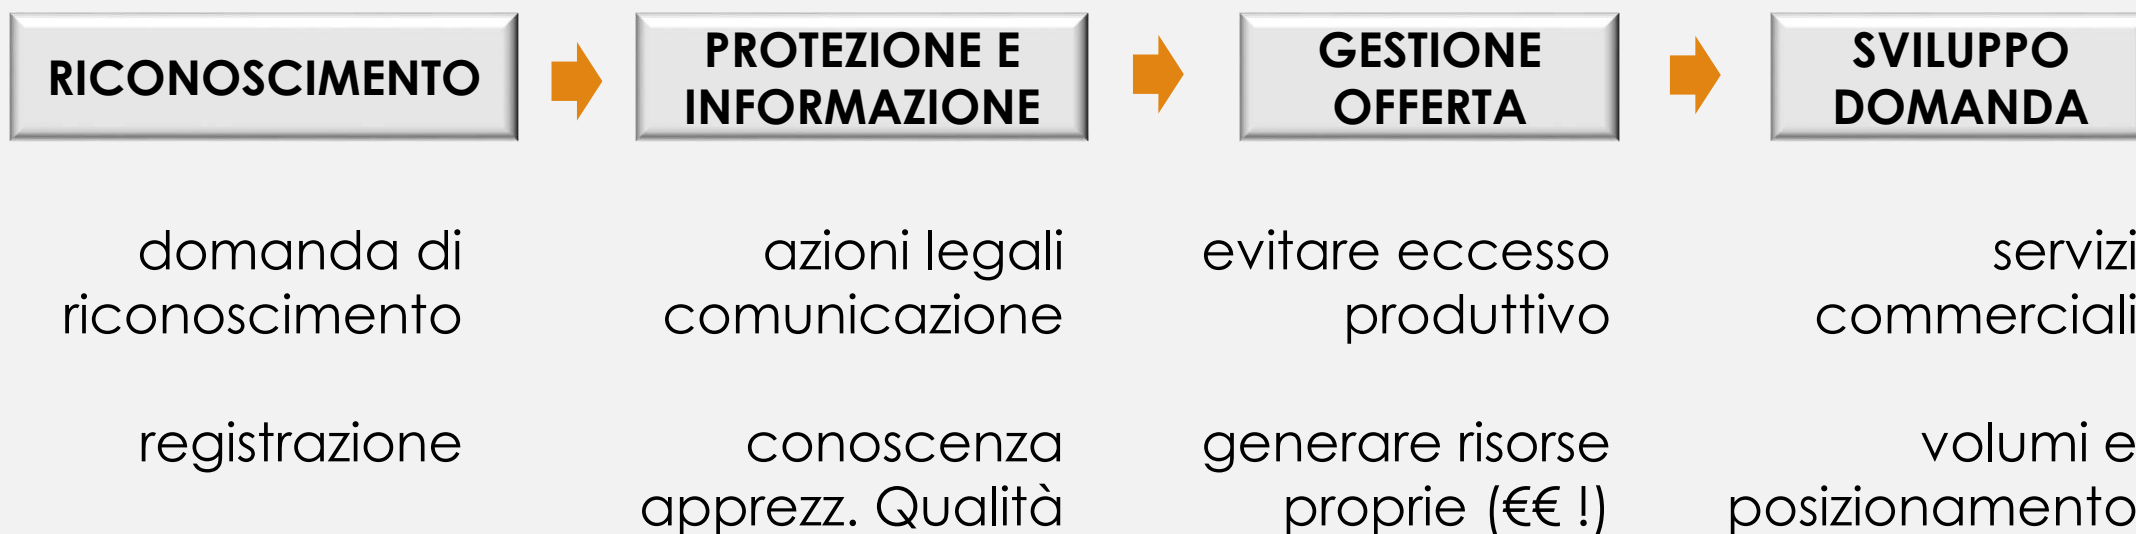 RICONOSCIMENTO
PROTEZIONE E
INFORMAZIONE
GESTIONE
OFFERTA
SVILUPPO
DOMANDA
domanda di
riconoscimento
azioni legali
comunicazione
evitare eccesso
produttivo
servizi
commerciali
registrazione
conoscenza
apprezz. Qualità
generare risorse
proprie (€€ !)
volumi e
posizionamento